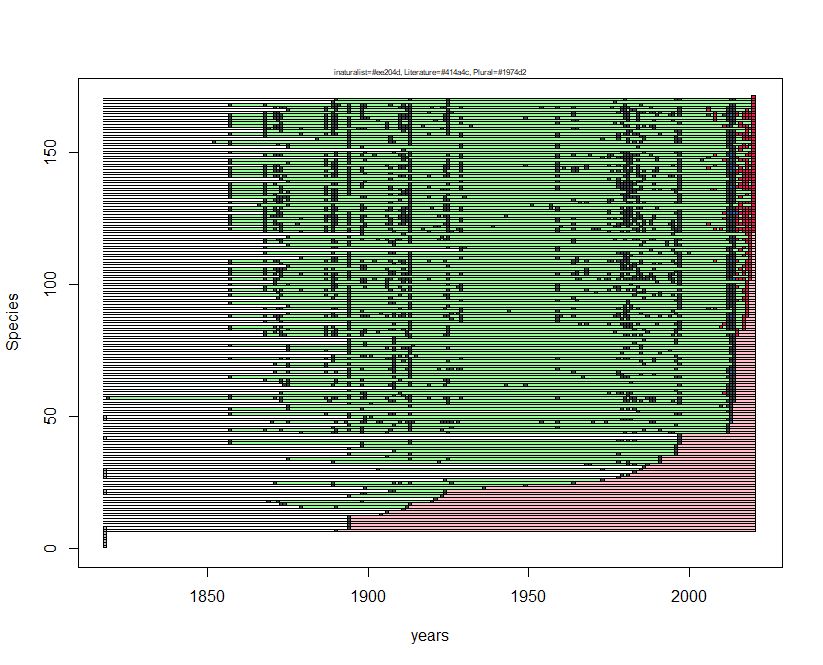 inaturalist=#ee204d, Literature=#414a4c, Plural=#1974d2
150
100
50
0
Species
1850 1900 1950 2000
years